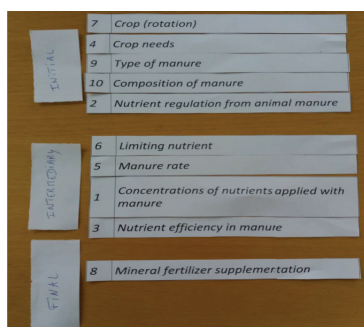 INITIAL
7 Crop (rotation)
4 Crop needs
9 Type of manure
10 Composition of manure
2 Nutrient regulation from animal manure
INTERMEDIARY
6 Limiting nutrient
5 Manure rate
1 Concentrations of nutrients applied with
manure
3 Nutrient efficiency in manure
FINAL
8 Mineral fertilizer supplementation